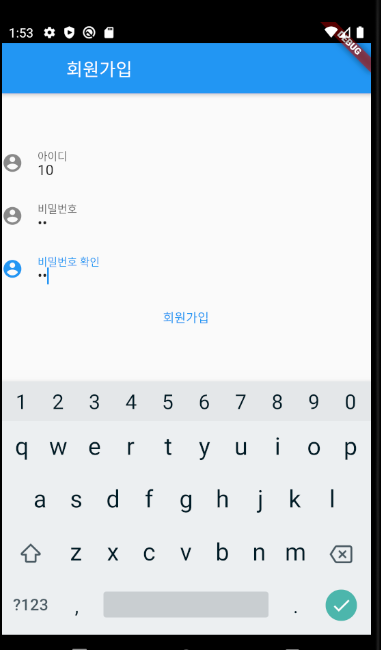 1:53
DEBUG
회원가입
아이디
10
비밀번호
••
비밀번호 확인
••
회원가입
1 2 3 4 5 6 7 8 9 0
q w e r t y u i o p
a s d f g h j k l
z x c v b n m
?123 , .